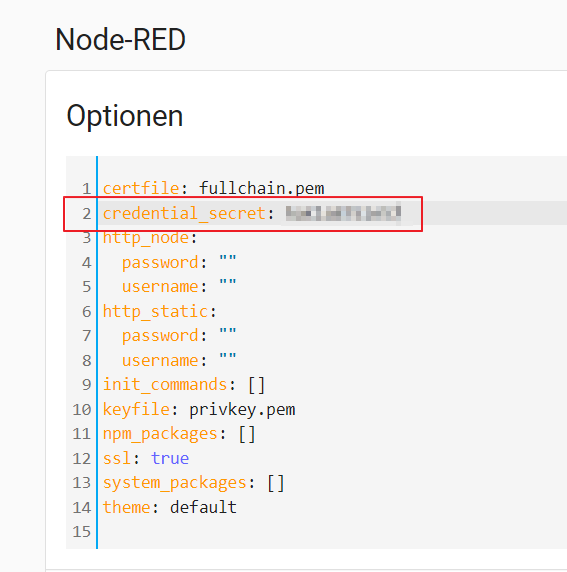 Node-RED
Optionen
1 certfile: fullchain.pem
2 credential_secret:
3 http_node:
4   password: ""
5   username: ""
6 http_static:
7   password: ""
8   username: ""
9 init_commands: []
10 keyfile: privkey.pem
11 npm_packages: []
12 ssl: true
13 system_packages: []
14 theme: default
15